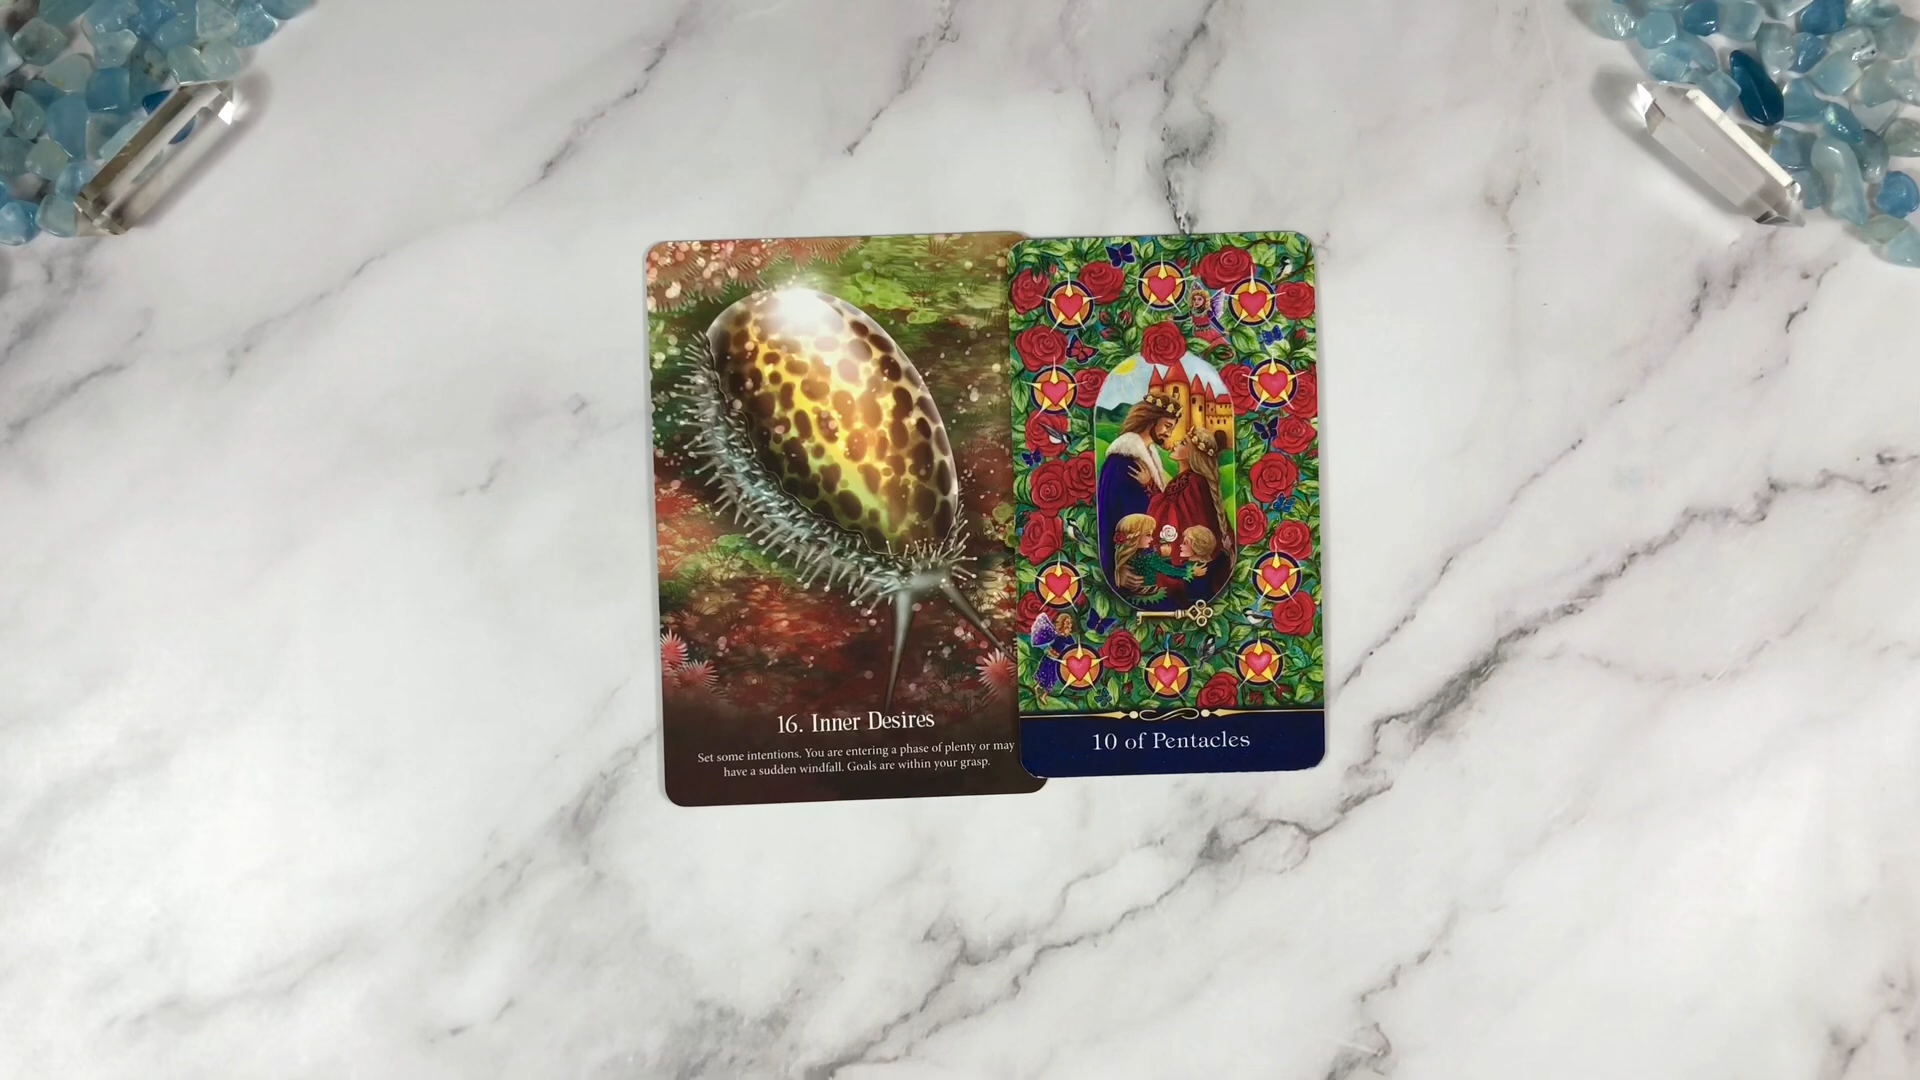 16. Inner Desires
Set some intentions. You are entering a phase of plenty or may
have a sudden windfall. Goals are within your grasp.
10 of Pentacles